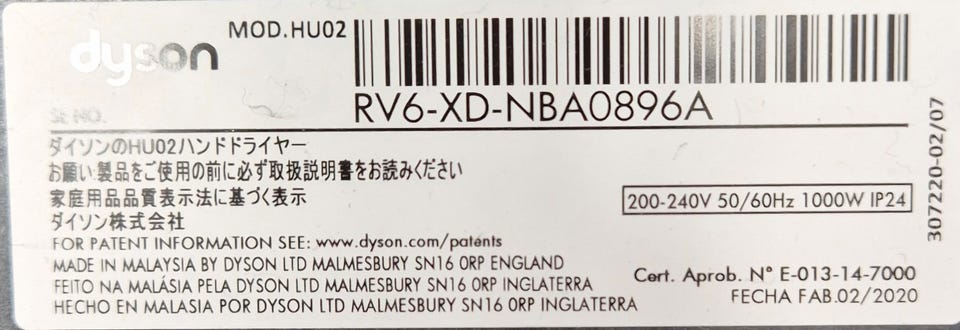 dyson
MOD.HU02
RV6-XD-NBA0896A
ダイソンのHU02ハンドドライヤー
お願い:製品をご使用の前に必ず取扱説明書をお読みください
家庭用品品質表示法に基づく表示
ダイソン株式会社
200-240V 50/60Hz 1000W IP24
FOR PATENT INFORMATION SEE: www.dyson.com/patents
MADE IN MALAYSIA BY DYSON LTD MALMESBURY SN16 0RP ENGLAND
FEITO NA MALÁSIA PELA DYSON LTD MALMESBURY SN16 0RP INGLATERRA
HECHO EN MALASIA POR DYSON LTD MALMESBURY SN16 0RP INGLATERRA
Cert. Aprob. N° E-013-14-7000
FECHA FAB.02/2020
307220-02/07